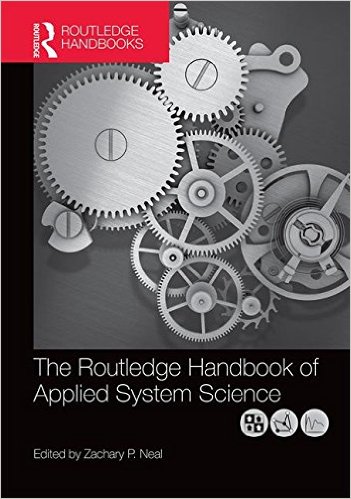 ROUTLEDGE
ROUTLEDGE
HANDBOOKS
The Routledge Handbook of
Applied System Science
Edited by Zachary P. Neal